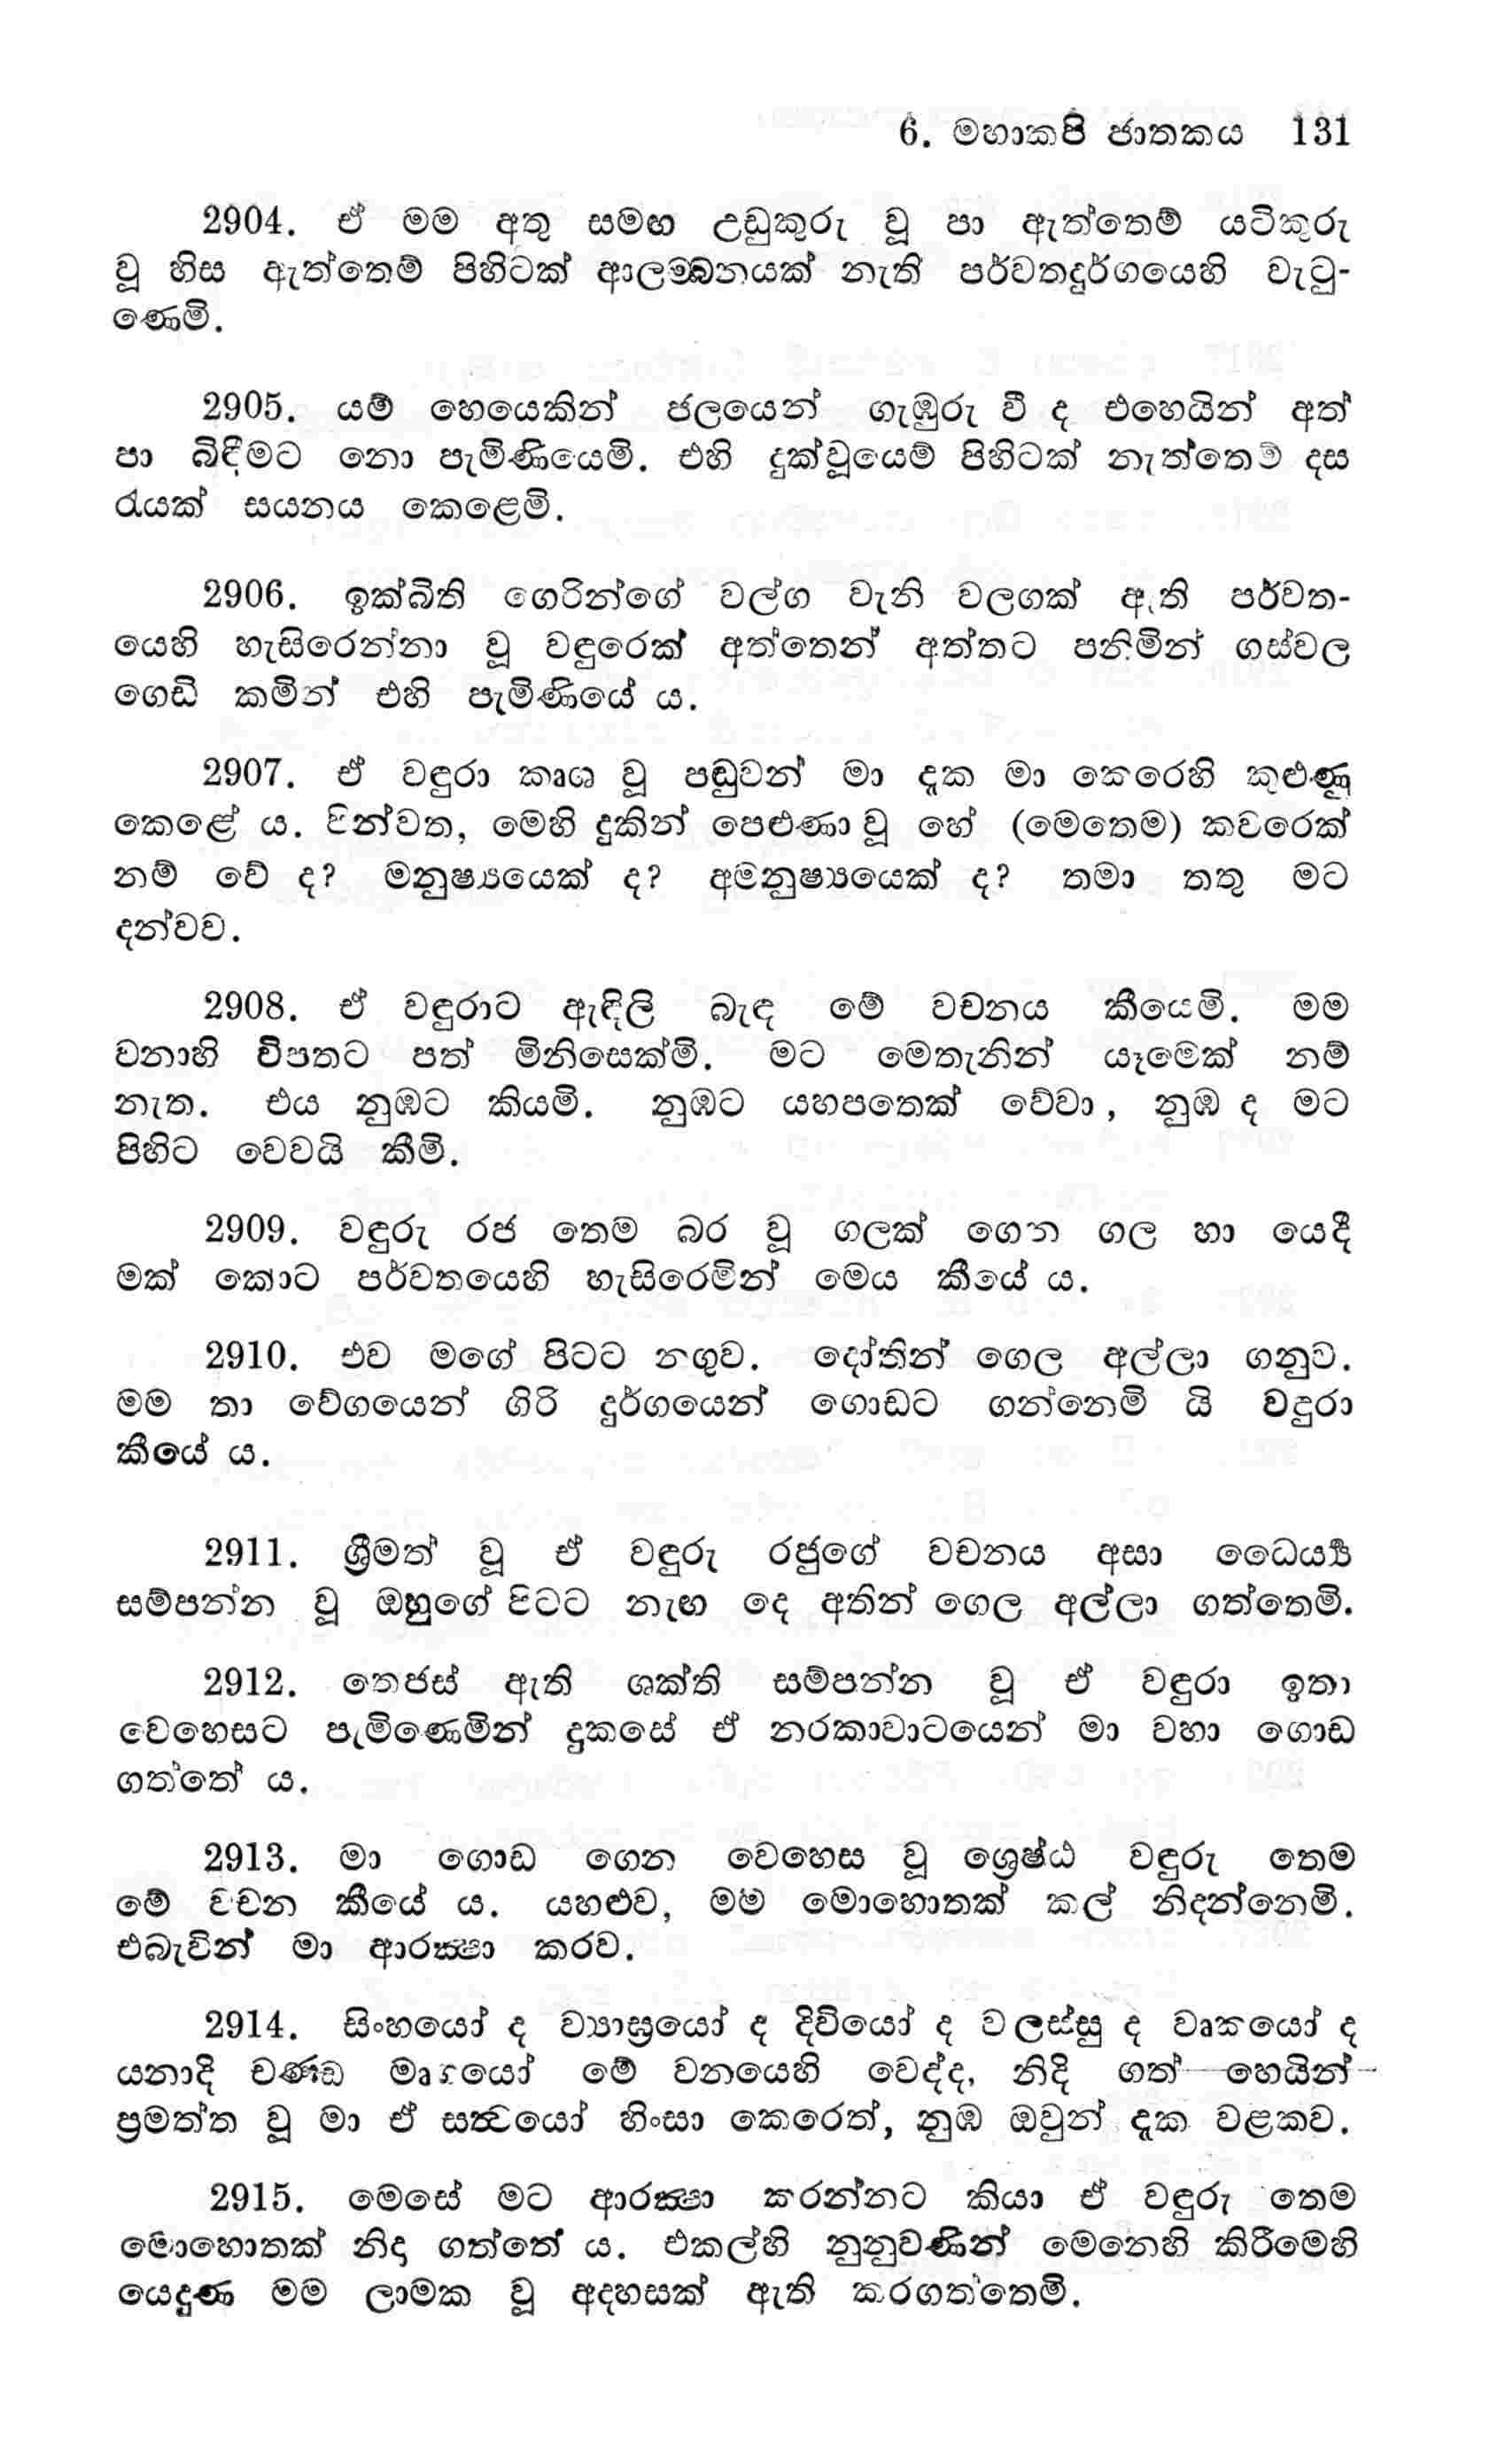 6. මහාකපි ජාතකය 131
2904. ඒ මම අතු සමඟ උඩුකුරු වූ පා ඇත්තෙම් යටිකුරු
වූ හිස ඇත්තෙම් පිහිටක් ආලම්බනයක් නැති පර්වතදුර්ගයෙහි වැටු-
ණෙමි.
2905. යම් හෙයෙකින් ජලයෙන් ගැඹුරු වී ද එහෙයින් අත්
පා බිඳීමට නො පැමිණියෙමි. එහි දුක්වූයෙම් පිහිටක් නැත්තෙම් දස
රැයක් සයනය කෙළෙමි.
2906. ඉක්බිති ගෙරින්ගේ වල්ග වැනි වලගක් ඇති පර්වත-
යෙහි හැසිරෙන්නා වූ වඳුරෙක් අත්තෙන් අත්තට පනිමින් ගස්වල
ගෙඩි කමින් එහි පැමිණියේ ය.
2907. ඒ වඳුරා කෘශ වූ පඬුවන් මා දැක මා කෙරෙහි කුළුණු
කෙළේ ය. පින්වත, මෙහි දුකින් පෙළුණා වූ හේ (මෙතෙම) කවරෙක්
නම් වේ ද? මනුෂ්‍යයෙක් ද? අමනුෂ්‍යයෙක් ද? තමා තතු මට
දන්වව.
2908. ඒ වඳුරාට ඇඳිලි බැඳ මේ වචනය කීයෙමි. මම
වනාහි විපතට පත් මිනිසෙක්මි. මට මෙතැනින් යෑමෙක් නම්
නැත. එය නුඹට කියමි. නුඹට යහපතෙක් වේවා, නුඹ ද මට
පිහිට වෙවයි කීමි.
2909. වඳුරු රජ තෙම බර වූ ගලක් ගෙන ගල හා යෙදී
මක් කොට පර්වතයෙහි හැසිරෙමින් මෙය කීයේ ය.
2910. එව මගේ පිටට නගුව. දෝතින් ගෙල අල්ලා ගනුව.
මම තා වේගයෙන් ගිරි දුර්ගයෙන් ගොඩට ගන්නෙමි යි වදුරා
කීයේ ය.
2911. ශ්‍රීමත් වූ ඒ වඳුරු රජුගේ වචනය අසා ධෛර්‍ය්‍ය
සම්පන්න වූ ඔහුගේ පිටට නැඟ දෙ අතින් ගෙල අල්ලා ගත්තෙමි.
2912. තෙජස් ඇති ශක්ති සම්පන්න වූ ඒ වඳුරා ඉතා
වෙහෙසට පැමිණෙමින් දුකසේ ඒ නරකාවාටයෙන් මා වහා ගොඩ
ගත්තේ ය.
2913. මා ගොඩ ගෙන වෙහෙස වූ ශ්‍රෙෂ්ඨ වඳුරු තෙම
මේ වචන කීයේ ය. යහළුව, මම මොහොතක් කල් නිදන්නෙමි.
එබැවින් මා ආරක්‍ෂා කරව.
2914. සිංහයෝ ද ව්‍යාඝ්‍රයෝ ද දිවියෝ ද වලස්සු ද වෘකයෝ ද
යනාදි චණ්ඩ මෘගයෝ මේ වනයෙහි වෙද්ද, නිදි ගත් හෙයින්
ප්‍රමත්ත වූ මා ඒ සත්‍වයෝ හිංසා කෙරෙත්, නුඹ ඔවුන් දැක වළකව.
2915. මෙසේ මට ආරක්‍ෂා කරන්නට කියා ඒ වඳුරු තෙම
මොහොතක් නිදා ගත්තේ ය. එකල්හි නුනුවණින් මෙනෙහි කිරීමෙහි
යෙදුණ මම ලාමක වූ අදහසක් ඇති කරගත්තෙමි.